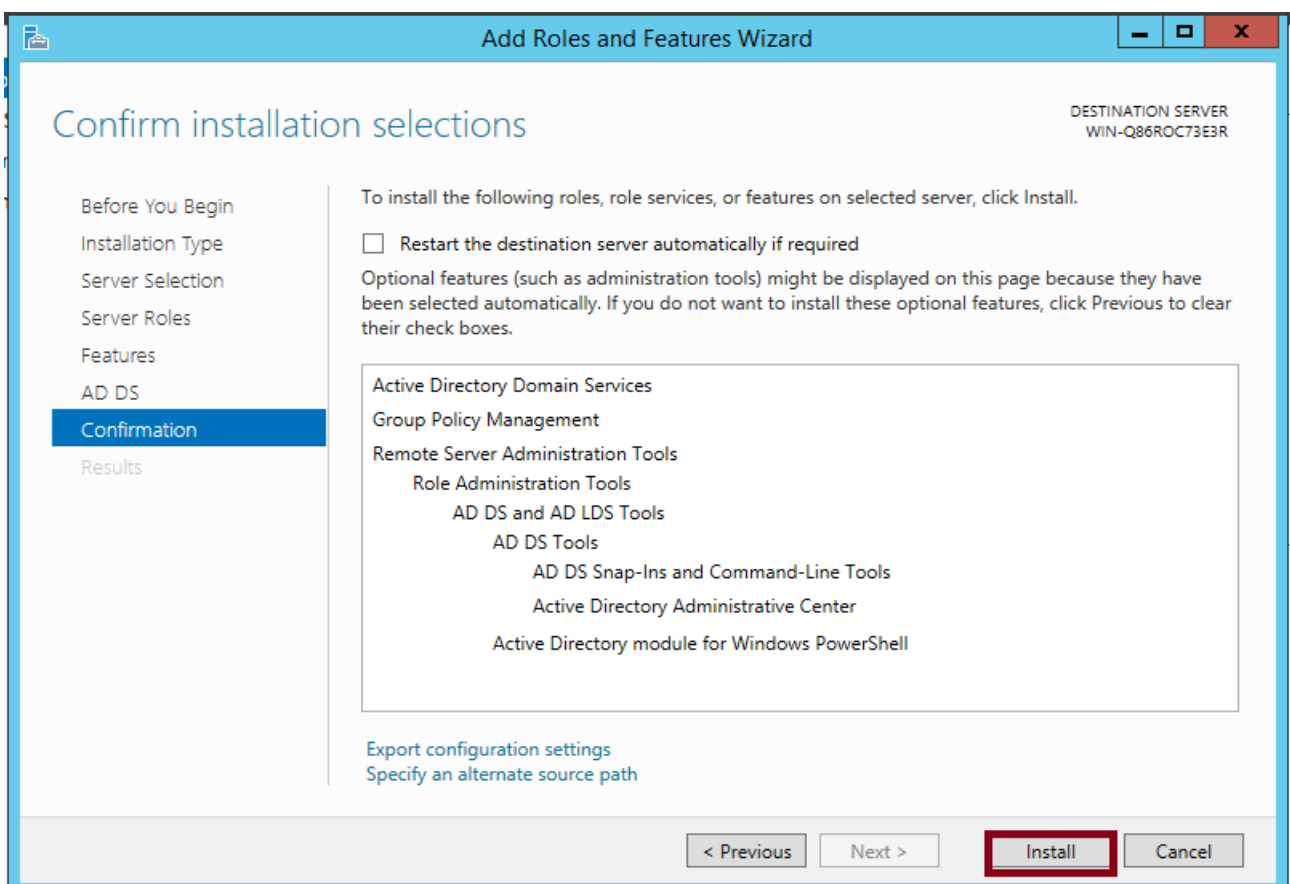 Add Roles and Features Wizard
Confirm installation selections
DESTINATION SERVER
WIN-Q86ROC73E3R
Before You Begin
Installation Type
Server Selection
Server Roles
Features
AD DS
Confirmation
Results
To install the following roles, role services, or features on selected server, click Install.
Restart the destination server automatically if required
Optional features (such as administration tools) might be displayed on this page because they have
been selected automatically. If you do not want to install these optional features, click Previous to clear
their check boxes.
Active Directory Domain Services
Group Policy Management
Remote Server Administration Tools
Role Administration Tools
AD DS and AD LDS Tools
AD DS Tools
AD DS Snap-Ins and Command-Line Tools
Active Directory Administrative Center
Active Directory module for Windows PowerShell
Export configuration settings
Specify an alternate source path
< Previous
Next >
Install
Cancel